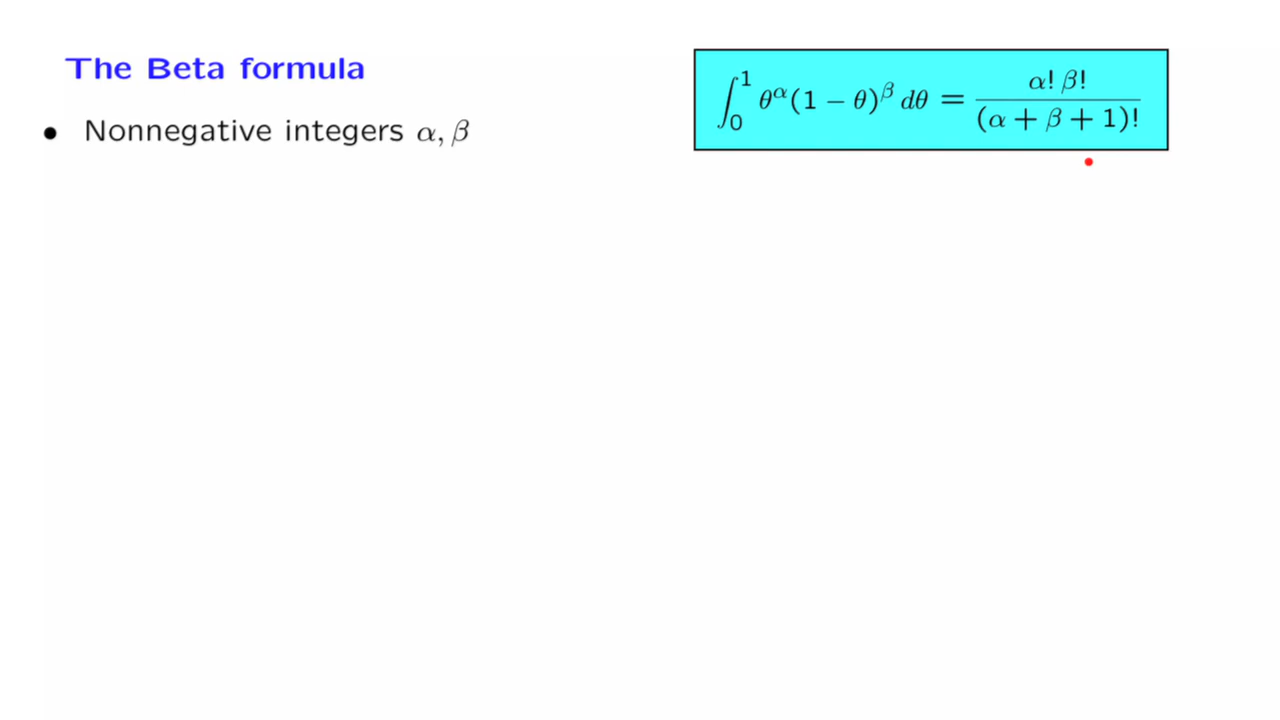 The Beta formula
• Nonnegative integers α, β
∫₀¹ θ^α (1 − θ)^β dθ = α! β! / (α + β + 1)!